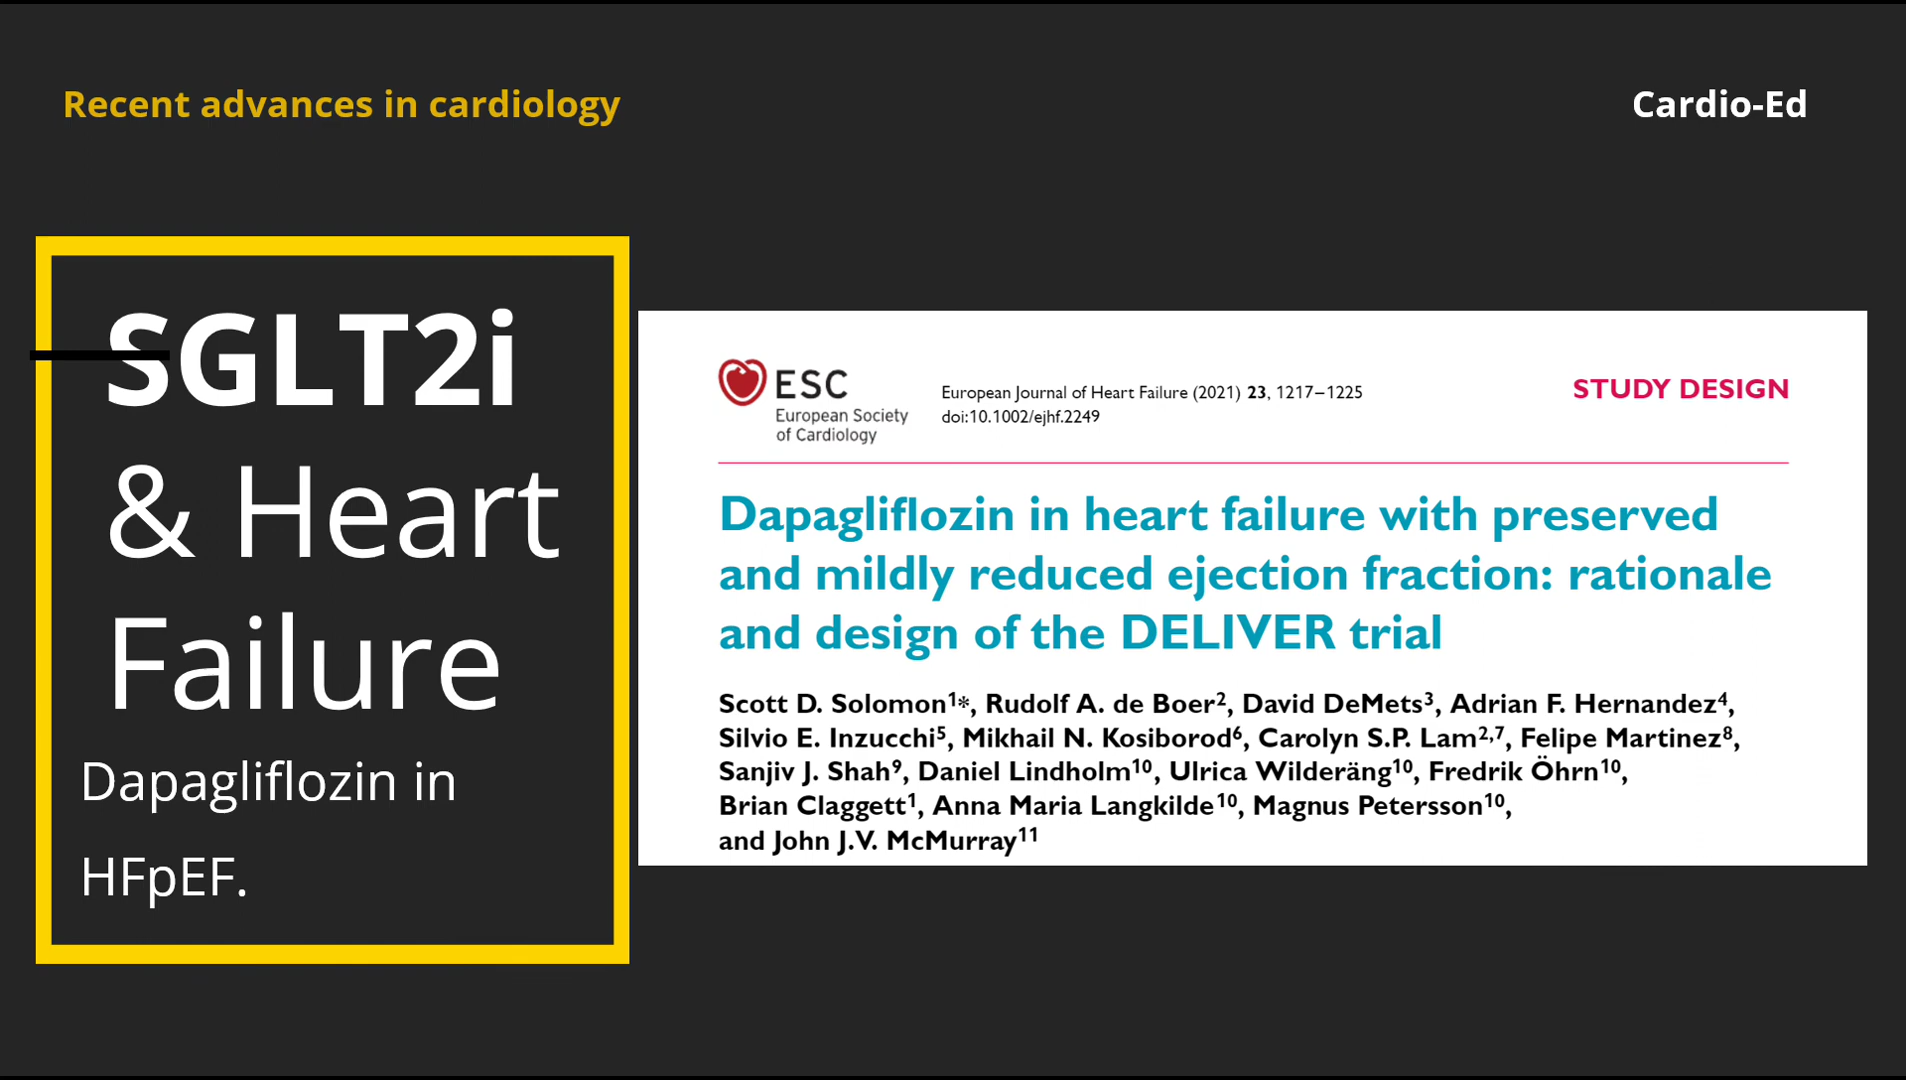 Recent advances in cardiology
Cardio-Ed
SGLT2i
& Heart
Failure
Dapagliflozin in
HFpEF.
ESC
European Society
of Cardiology
European Journal of Heart Failure (2021) 23, 1217–1225
doi:10.1002/ejhf.2249
STUDY DESIGN
Dapagliflozin in heart failure with preserved
and mildly reduced ejection fraction: rationale
and design of the DELIVER trial
Scott D. Solomon¹*, Rudolf A. de Boer², David DeMets³, Adrian F. Hernandez⁴,
Silvio E. Inzucchi⁵, Mikhail N. Kosiborod⁶, Carolyn S.P. Lam²,⁷, Felipe Martinez⁸,
Sanjiv J. Shah⁹, Daniel Lindholm¹⁰, Ulrica Wilderäng¹⁰, Fredrik Öhrn¹⁰,
Brian Claggett¹, Anna Maria Langkilde¹⁰, Magnus Petersson¹⁰,
and John J.V. McMurray¹¹